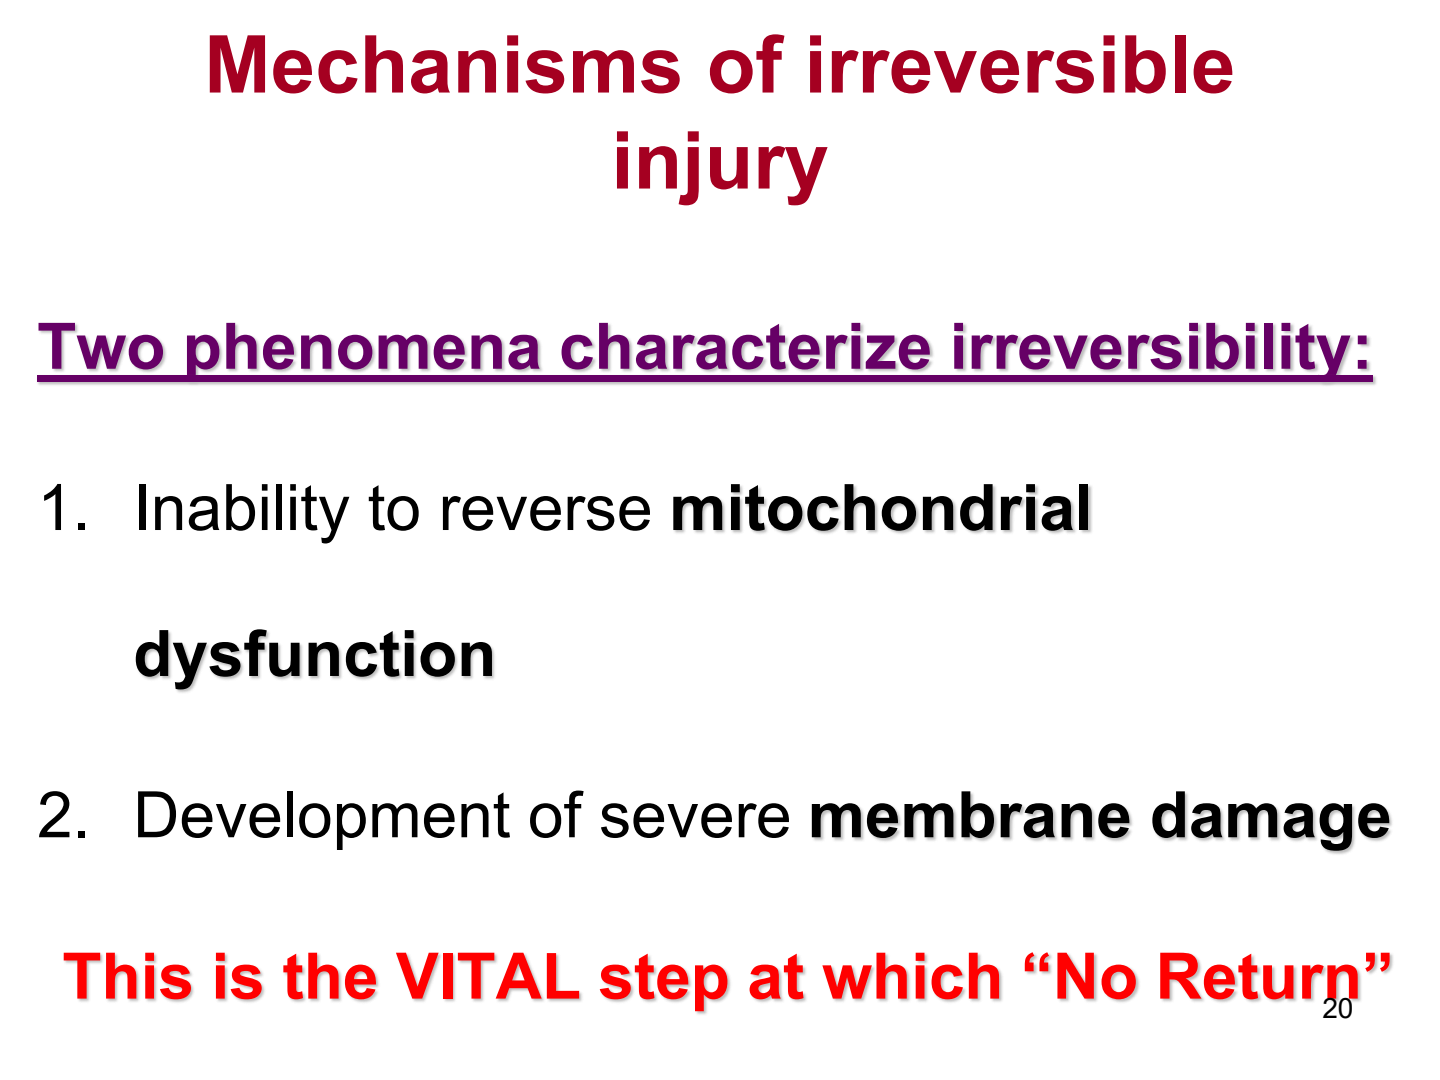 Mechanisms of irreversible
injury
Two phenomena characterize irreversibility:
1. Inability to reverse mitochondrial
dysfunction
2. Development of severe membrane damage
This is the VITAL step at which “No Return”
20